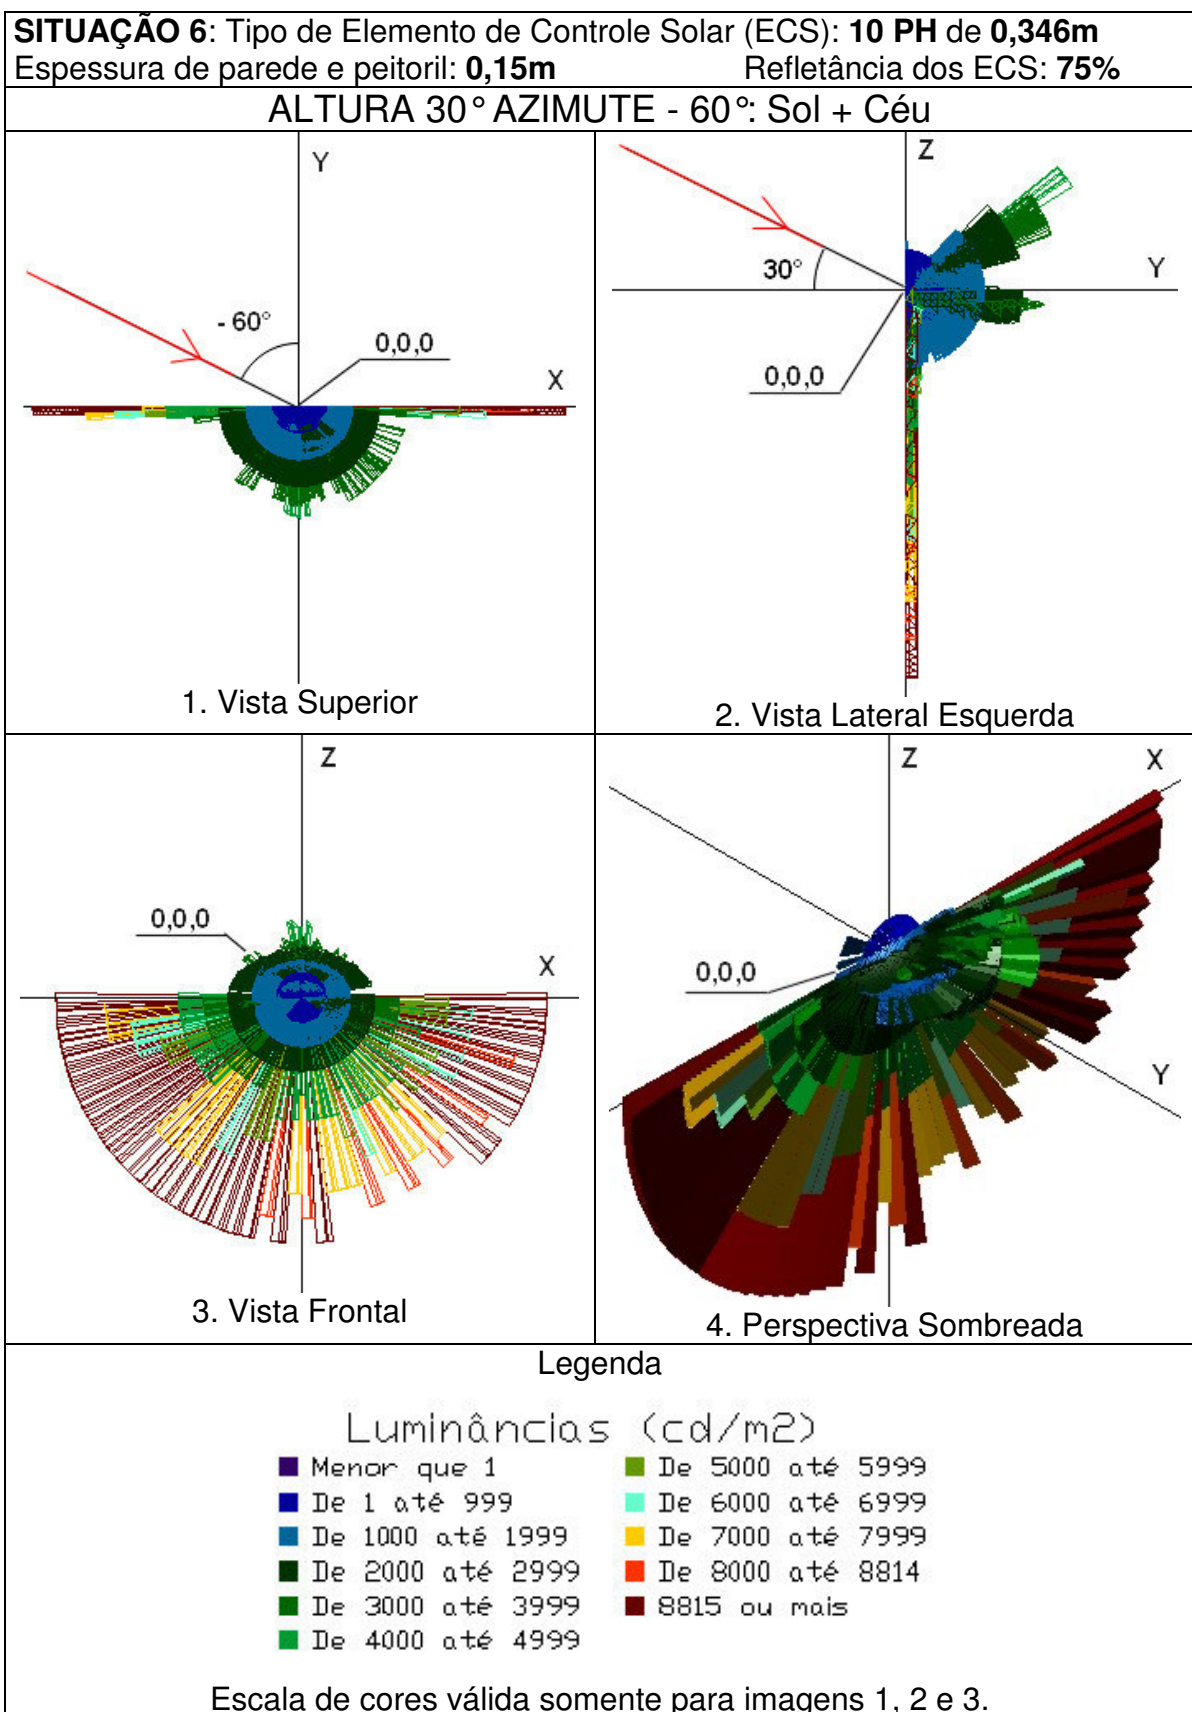 SITUAÇÃO 6: Tipo de Elemento de Controle Solar (ECS): 10 PH de 0,346m
Espessura de parede e peitoril: 0,15m Refletância dos ECS: 75%
ALTURA 30° AZIMUTE - 60°: Sol + Céu
Y
- 60°
0,0,0
X
1. Vista Superior
Z
30°
Y
0,0,0
2. Vista Lateral Esquerda
Z
0,0,0
X
3. Vista Frontal
Z
X
0,0,0
Y
4. Perspectiva Sombreada
Legenda
Luminâncias (cd/m2)
Menor que 1
De 1 até 999
De 1000 até 1999
De 2000 até 2999
De 3000 até 3999
De 4000 até 4999
De 5000 até 5999
De 6000 até 6999
De 7000 até 7999
De 8000 até 8814
8815 ou mais
Escala de cores válida somente para imagens 1, 2 e 3.